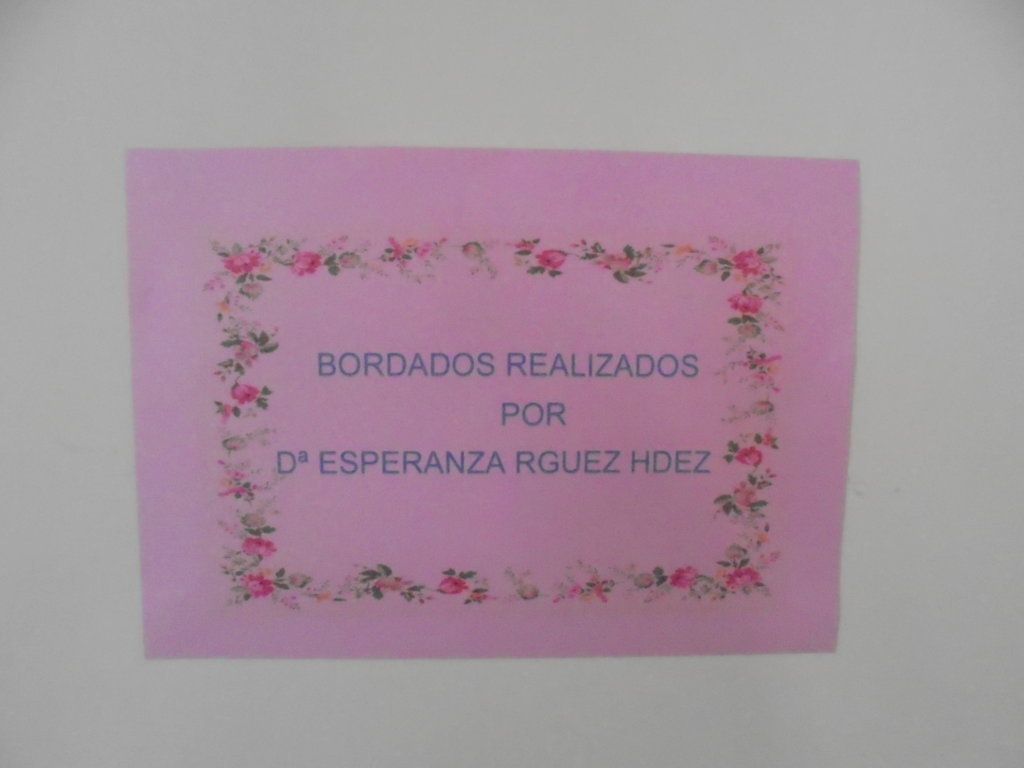 BORDADOS REALIZADOS
POR
Dª ESPERANZA RGUEZ HDEZ